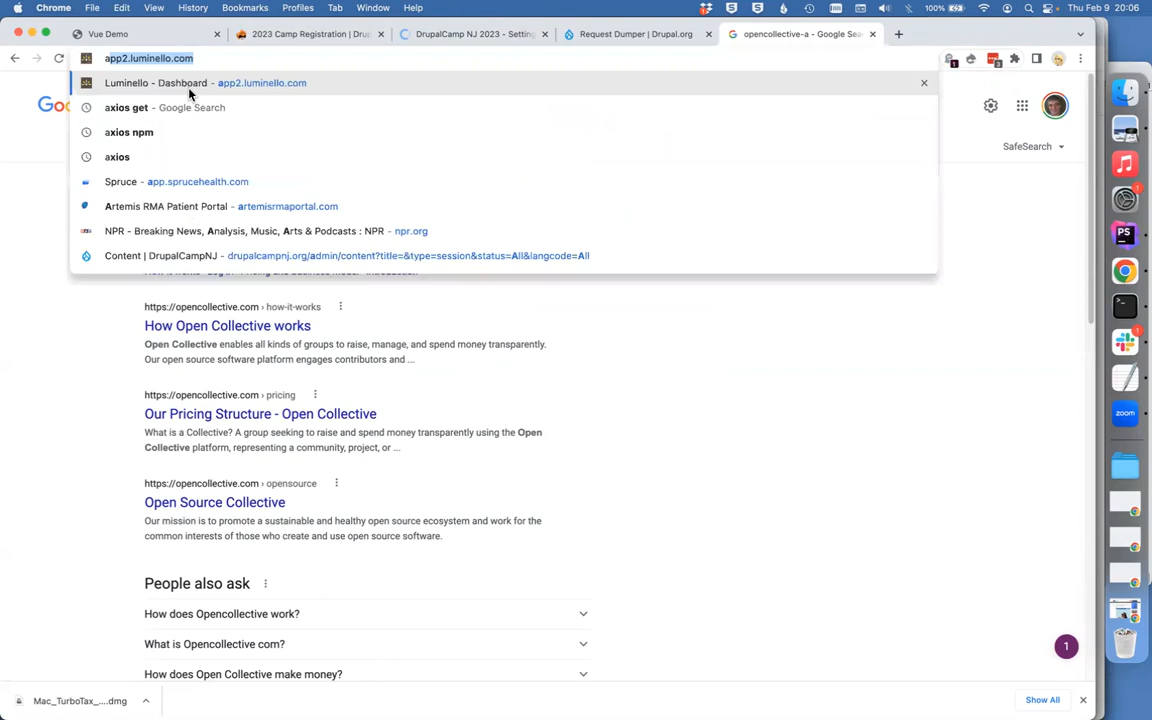 Chrome File Edit View History Bookmarks Profiles Tab Window Help 100% Thu Feb 9 20:06
Vue Demo 2023 Camp Registration | Dru DrupalCamp NJ 2023 - Setting Request Dumper | Drupal.org opencollective-a - Google Sea
app2.luminello.com
Luminello - Dashboard - app2.luminello.com
axios get - Google Search
axios npm
axios
Spruce - app.sprucehealth.com
Artemis RMA Patient Portal - artemisrmaportal.com
NPR - Breaking News, Analysis, Music, Arts & Podcasts : NPR - npr.org
Content | DrupalCampNJ - drupalcampnj.org/admin/content?title=&type=session&status=All&langcode=All
Goo
SafeSearch
https://opencollective.com › how-it-works
How Open Collective works
Open Collective enables all kinds of groups to raise, manage, and spend money transparently.
Our open source software platform engages contributors and ...
https://opencollective.com › pricing
Our Pricing Structure - Open Collective
What is a Collective? A group seeking to raise and spend money transparently using the Open
Collective platform, representing a community, project, or ...
https://opencollective.com › opensource
Open Source Collective
Our mission is to promote a sustainable and healthy open source ecosystem and work for the
common interests of those who create and use open source software.
People also ask
How does Opencollective work?
What is Opencollective com?
How does Open Collective make money?
1
Mac_TurboTax_....dmg
Show All
PS
zoom